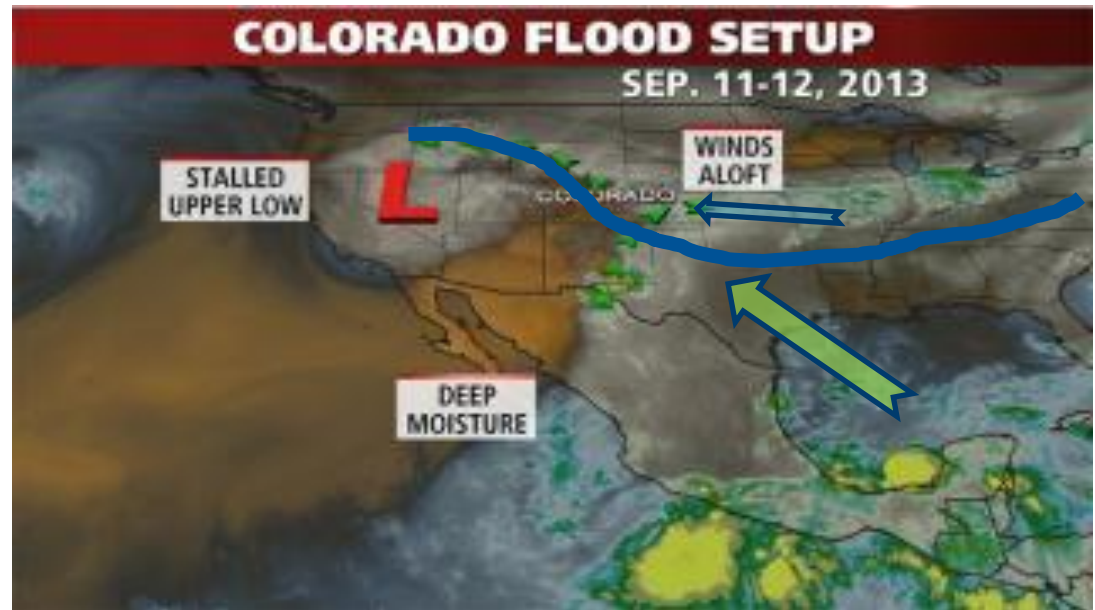 COLORADO FLOOD SETUP
SEP. 11-12, 2013
WINDS
ALOFT
STALLED
UPPER LOW
L
COLORADO
DEEP
MOISTURE